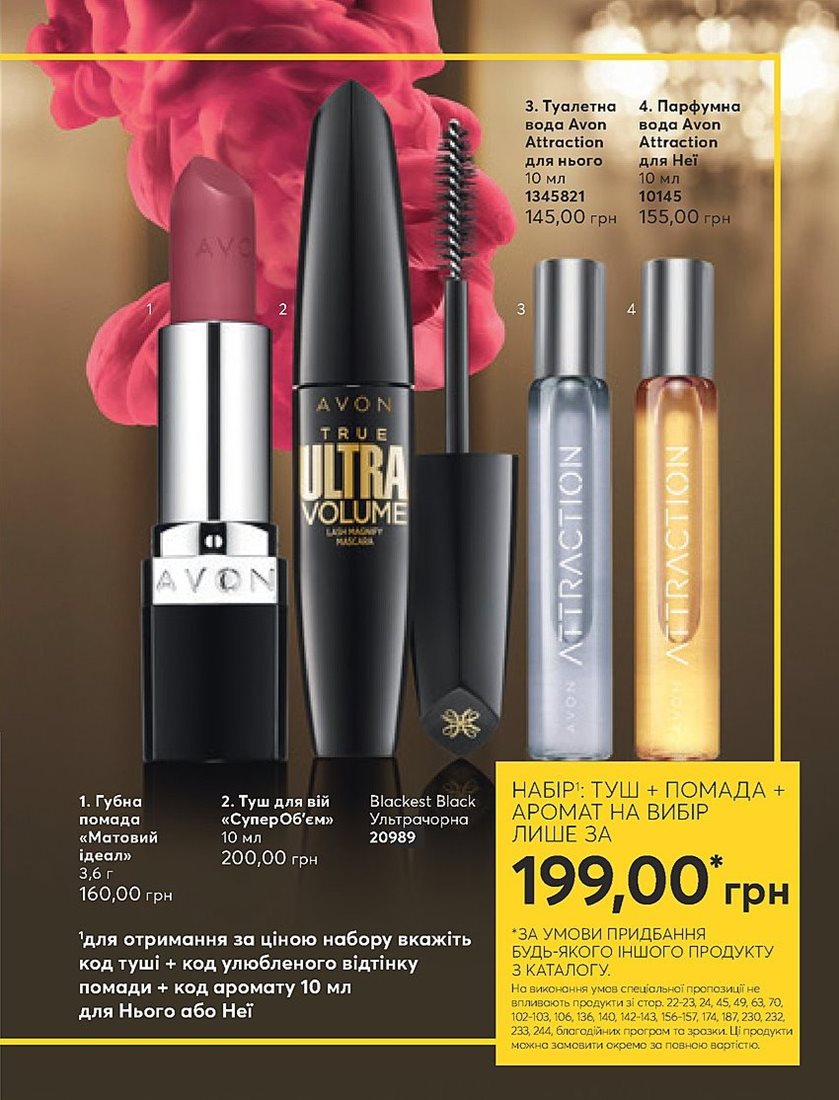 3. Туалетна
вода Avon
Attraction
для нього
10 мл
1345821
145,00 грн
4. Парфумна
вода Avon
Attraction
для Неї
10 мл
10145
155,00 грн
1
2
3
4
AVON
AVON
AVON
TRUE
ULTRA
VOLUME
LASH MAGNIFY
MASCARA
AVON ATTRACTION
AVON ATTRACTION
1. Губна
помада
«Матовий
ідеал»
3,6 г
160,00 грн
2. Туш для вій
«СуперОб'єм»
10 мл
200,00 грн
Blackest Black
Ультрачорна
20989
¹для отримання за ціною набору вкажіть
код туші + код улюбленого відтінку
помади + код аромату 10 мл
для Нього або Неї
НАБІР¹: ТУШ + ПОМАДА +
АРОМАТ НА ВИБІР
ЛИШЕ ЗА
199,00* грн
*ЗА УМОВИ ПРИДБАННЯ
БУДЬ-ЯКОГО ІНШОГО ПРОДУКТУ
З КАТАЛОГУ.
На виконання умов спеціальної пропозиції не
впливають продукти зі стор. 22-23, 24, 45, 49, 63, 70,
102-103, 106, 136, 140, 142-143, 156-157, 174, 187, 230, 232,
233, 244, благодійних програм та зразки. Ці продукти
можна замовити окремо за повною вартістю.